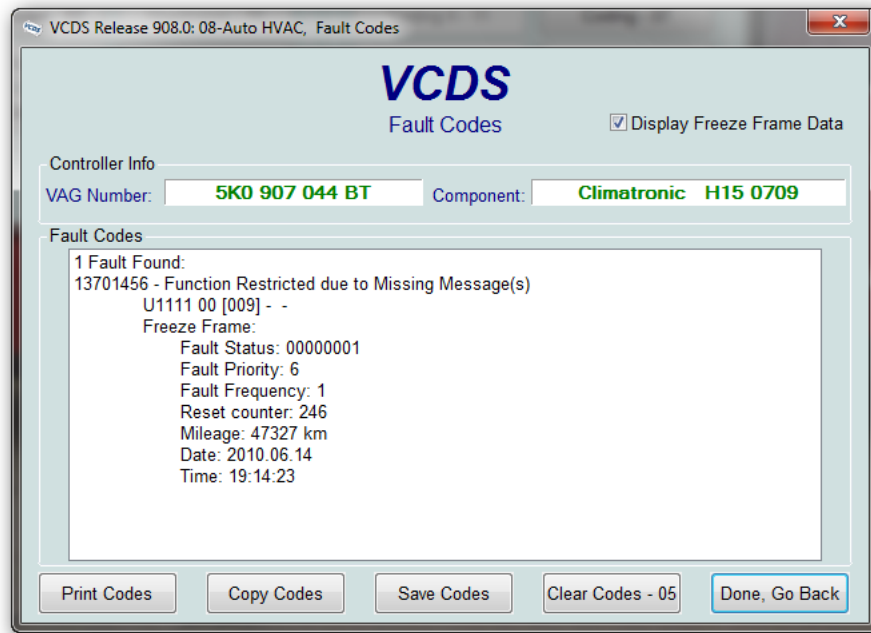 VCDS Release 908.0: 08-Auto HVAC, Fault Codes
VCDS
Fault Codes
Display Freeze Frame Data
Controller Info
VAG Number: 5K0 907 044 BT Component: Climatronic H15 0709
Fault Codes
1 Fault Found:
13701456 - Function Restricted due to Missing Message(s)
U1111 00 [009] - -
Freeze Frame:
Fault Status: 00000001
Fault Priority: 6
Fault Frequency: 1
Reset counter: 246
Mileage: 47327 km
Date: 2010.06.14
Time: 19:14:23
Print Codes Copy Codes Save Codes Clear Codes - 05 Done, Go Back